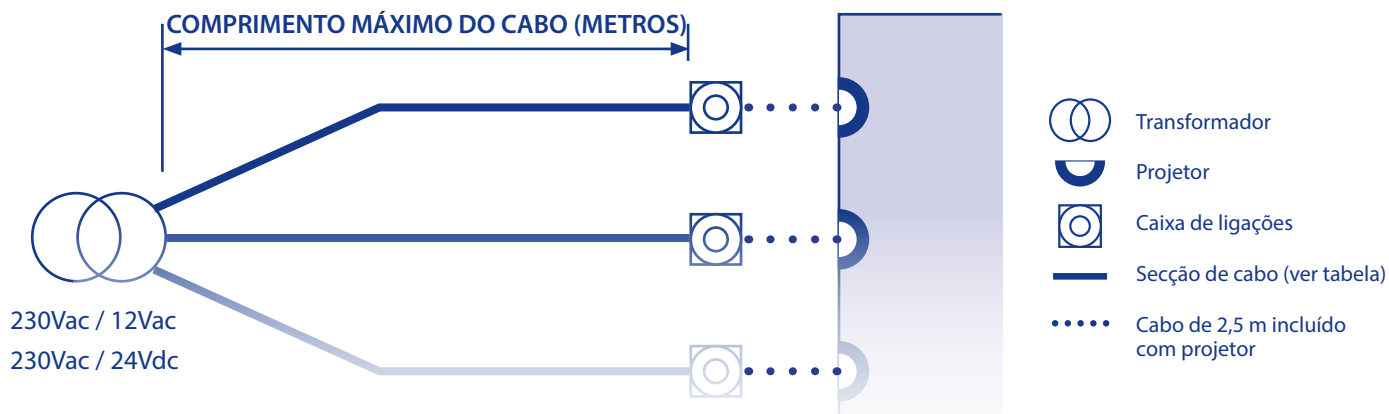 COMPRIMENTO MÁXIMO DO CABO (METROS)
230Vac / 12Vac
230Vac / 24Vdc
Transformador
Projetor
Caixa de ligações
Secção de cabo (ver tabela)
Cabo de 2,5 m incluído
com projetor